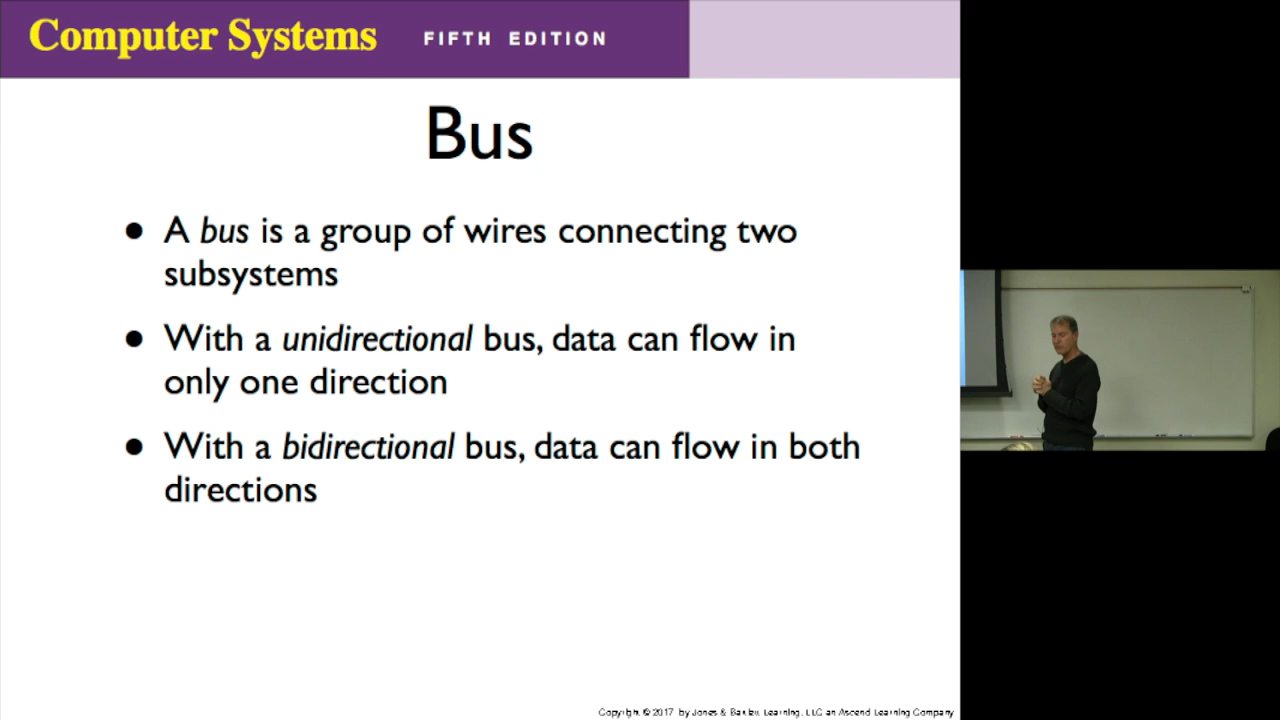 Computer Systems FIFTH EDITION
Bus
● A bus is a group of wires connecting two
subsystems
● With a unidirectional bus, data can flow in
only one direction
● With a bidirectional bus, data can flow in both
directions
Copyright © 2017 by Jones & Bartlett Learning, LLC an Ascend Learning Company